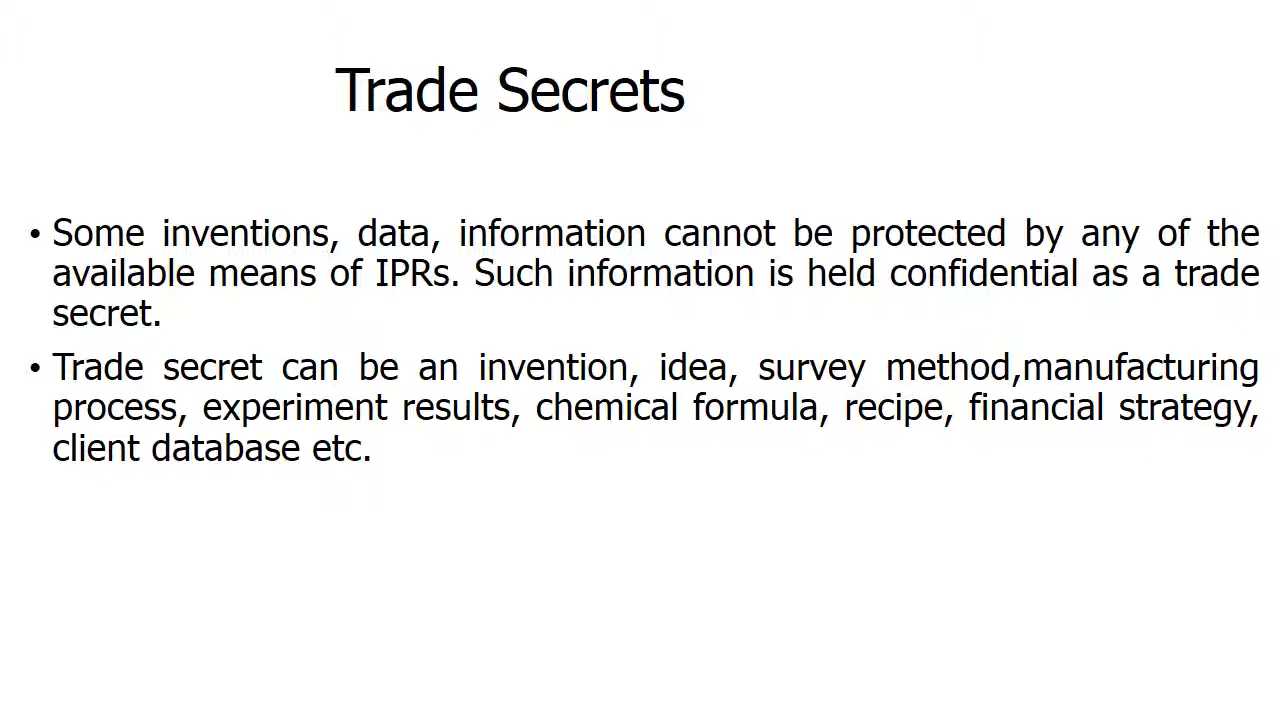 Trade Secrets
• Some inventions, data, information cannot be protected by any of the
available means of IPRs. Such information is held confidential as a trade
secret.
• Trade secret can be an invention, idea, survey method,manufacturing
process, experiment results, chemical formula, recipe, financial strategy,
client database etc.